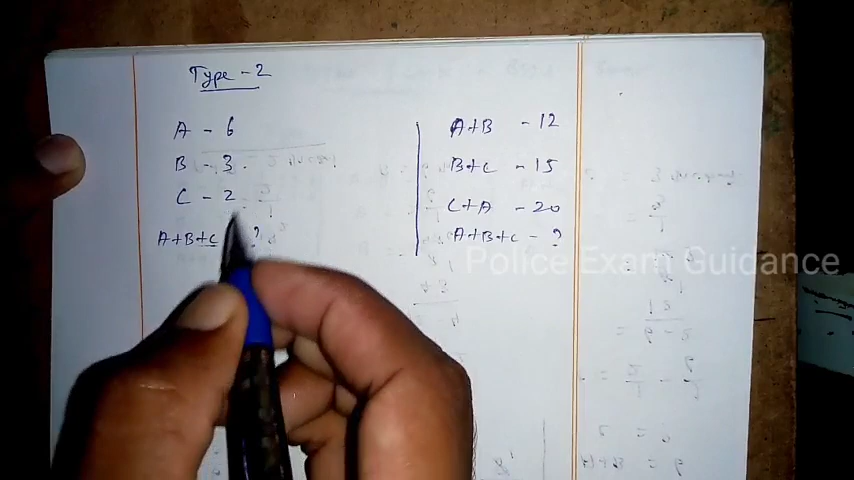 Type - 2
A - 6
B - 3.
C - 2
A+B+C ?
A+B - 12
B+C - 15
C+A - 20
A+B+C - ?
Police Exam Guidance